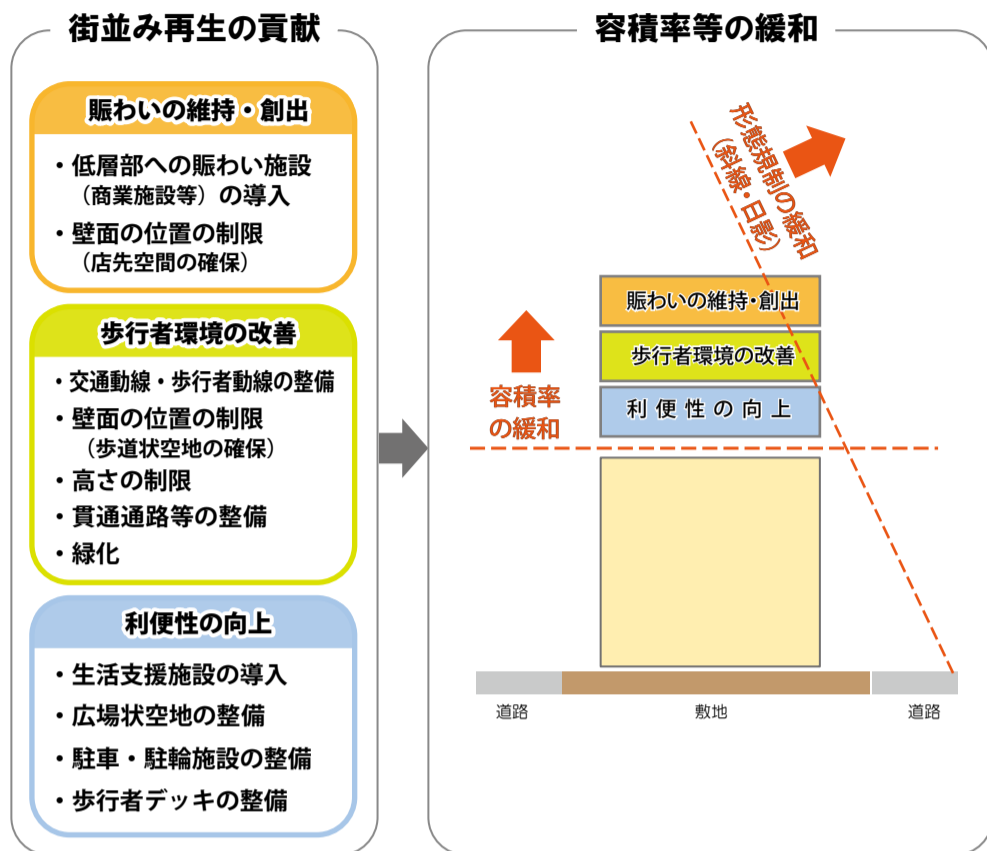 街並み再生の貢献
賑わいの維持・創出
・低層部への賑わい施設
（商業施設等）の導入
・壁面の位置の制限
（店先空間の確保）
歩行者環境の改善
・交通動線・歩行者動線の整備
・壁面の位置の制限
（歩道状空地の確保）
・高さの制限
・貫通通路等の整備
・緑化
利便性の向上
・生活支援施設の導入
・広場状空地の整備
・駐車・駐輪施設の整備
・歩行者デッキの整備
容積率等の緩和
形態規制の緩和
（斜線・日影）
賑わいの維持・創出
歩行者環境の改善
利便性の向上
容積率
の緩和
道路
敷地
道路